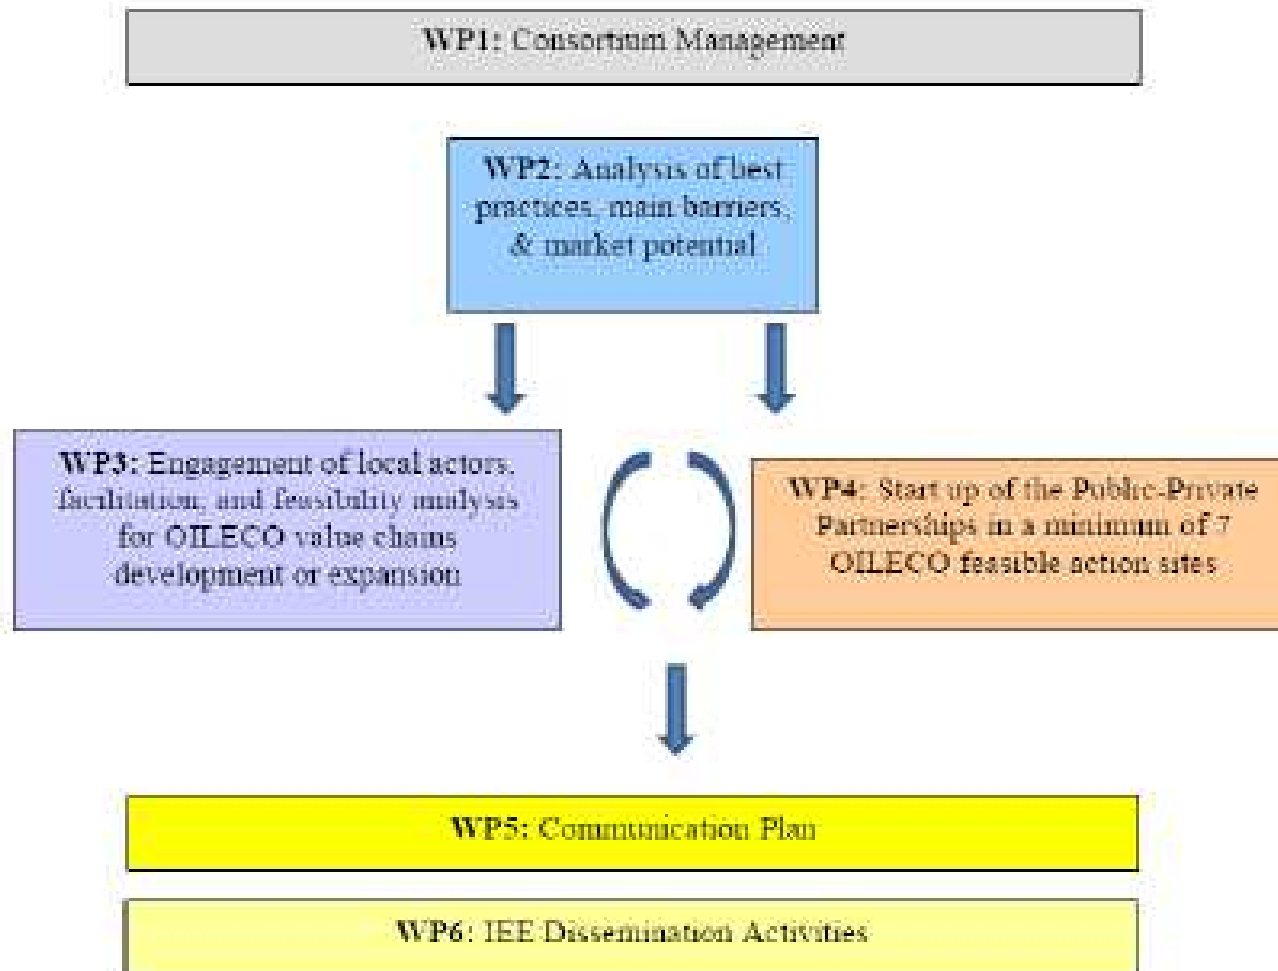 WP1: Consortium Management
WP2: Analysis of best
practices, main barriers,
& market potential
WP3: Engagement of local actors,
facilitation, and feasibility analysis
for OILECO value chains
development or expansion
WP4: Start up of the Public-Private
Partnerships in a minimum of 7
OILECO feasible action sites
WP5: Communication Plan
WP6: IEE Dissemination Activities